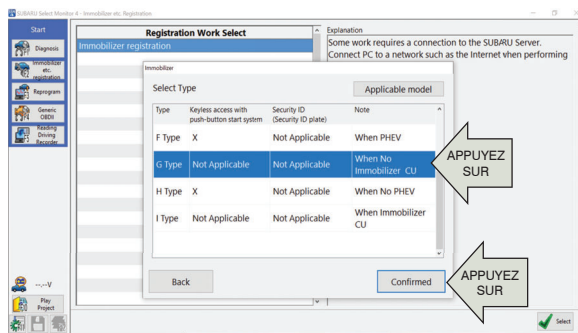 SUBARU Select Monitor 4 - Immobilizer etc. Registration
Start
Diagnosis
Immobilizer
etc.
registration
Reprogram
Generic
OBDII
Reading
Driving
Recorder
--.--V
Play
Project
Registration Work Select
Immobilizer registration
Explanation
Some work requires a connection to the SUBARU Server.
Connect PC to a network such as the Internet when performing
Immobilizer
Select Type
Applicable model
Type Keyless access with push-button start system Security ID (Security ID plate) Note
F Type X Not Applicable When PHEV
G Type Not Applicable Not Applicable When No Immobilizer CU
H Type X Not Applicable When No PHEV
I Type Not Applicable Not Applicable When Immobilizer CU
Back
Confirmed
APPUYEZ
SUR
APPUYEZ
SUR
Select